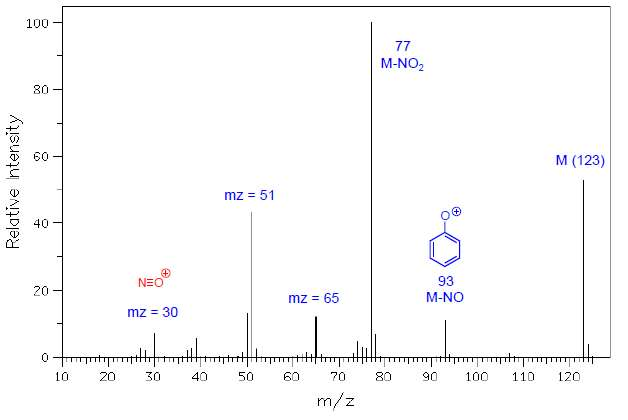 100
80
60
40
20
0
Relative Intensity
77
M-NO₂
M (123)
mz = 51
O⊕
N≡O⊕
mz = 30
mz = 65
93
M-NO
10 20 30 40 50 60 70 80 90 100 110 120
m/z